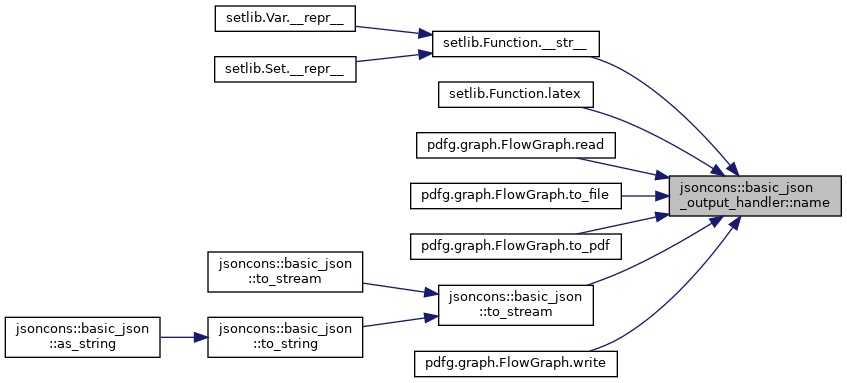 setlib.Var.__repr__
setlib.Function.__str__
setlib.Set.__repr__
setlib.Function.latex
pdfg.graph.FlowGraph.read
jsoncons::basic_json
_output_handler::name
pdfg.graph.FlowGraph.to_file
pdfg.graph.FlowGraph.to_pdf
jsoncons::basic_json
::to_stream
jsoncons::basic_json
::to_stream
jsoncons::basic_json
::as_string
jsoncons::basic_json
::to_string
pdfg.graph.FlowGraph.write